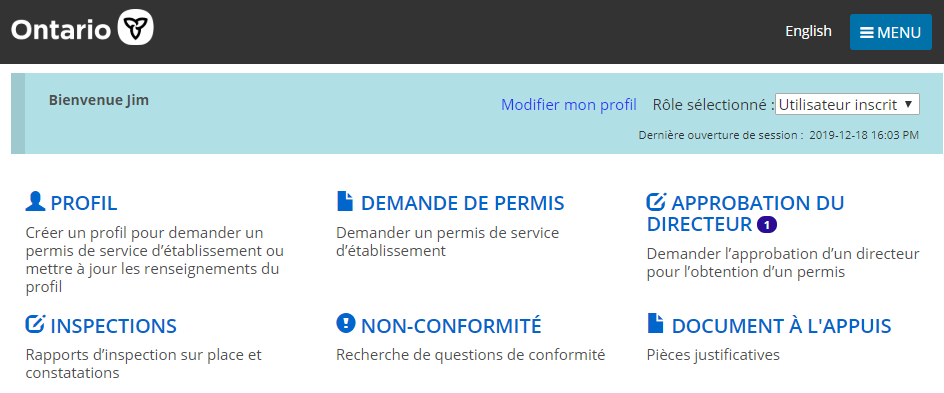 Ontario
English
MENU
Bienvenue Jim
Modifier mon profil Rôle sélectionné : Utilisateur inscrit
Dernière ouverture de session : 2019-12-18 16:03 PM
PROFIL
Créer un profil pour demander un
permis de service d’établissement ou
mettre à jour les renseignements du
profil
DEMANDE DE PERMIS
Demander un permis de service
d’établissement
APPROBATION DU
DIRECTEUR 1
Demander l’approbation d’un directeur
pour l’obtention d’un permis
INSPECTIONS
Rapports d’inspection sur place et
constatations
NON-CONFORMITÉ
Recherche de questions de conformité
DOCUMENT À L'APPUIS
Pièces justificatives